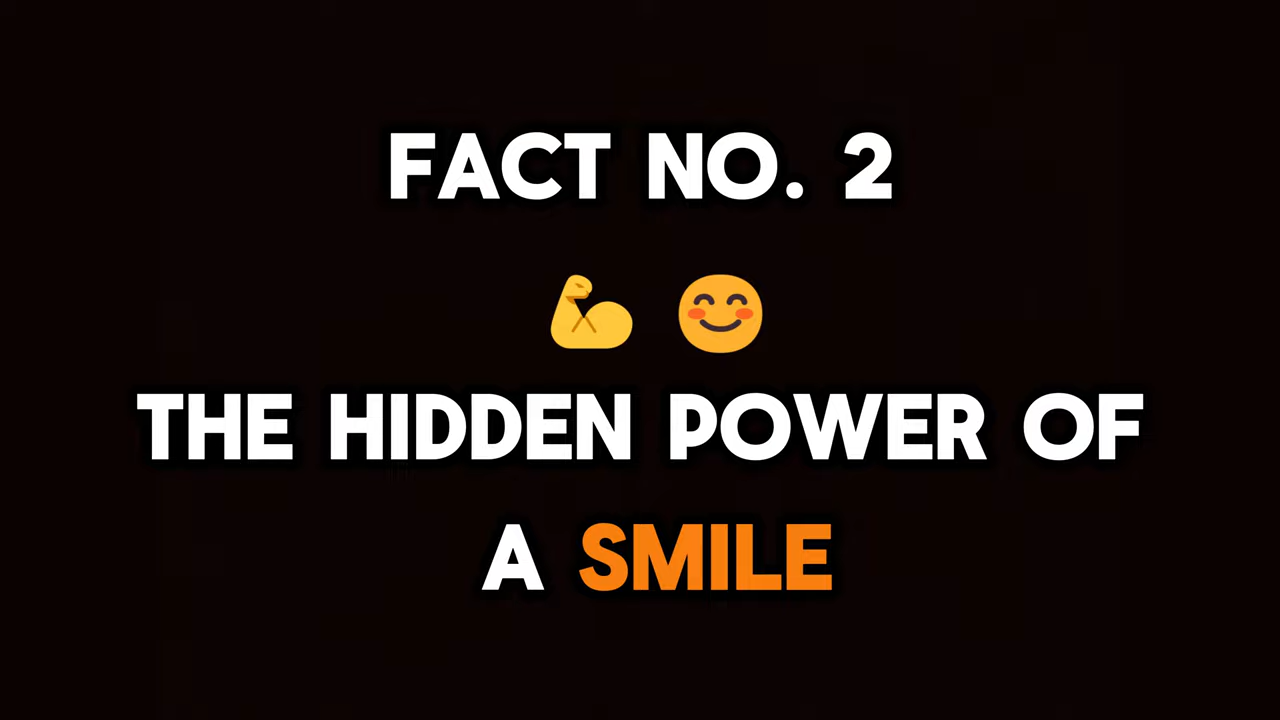 FACT NO. 2
💪 😊
THE HIDDEN POWER OF
A SMILE